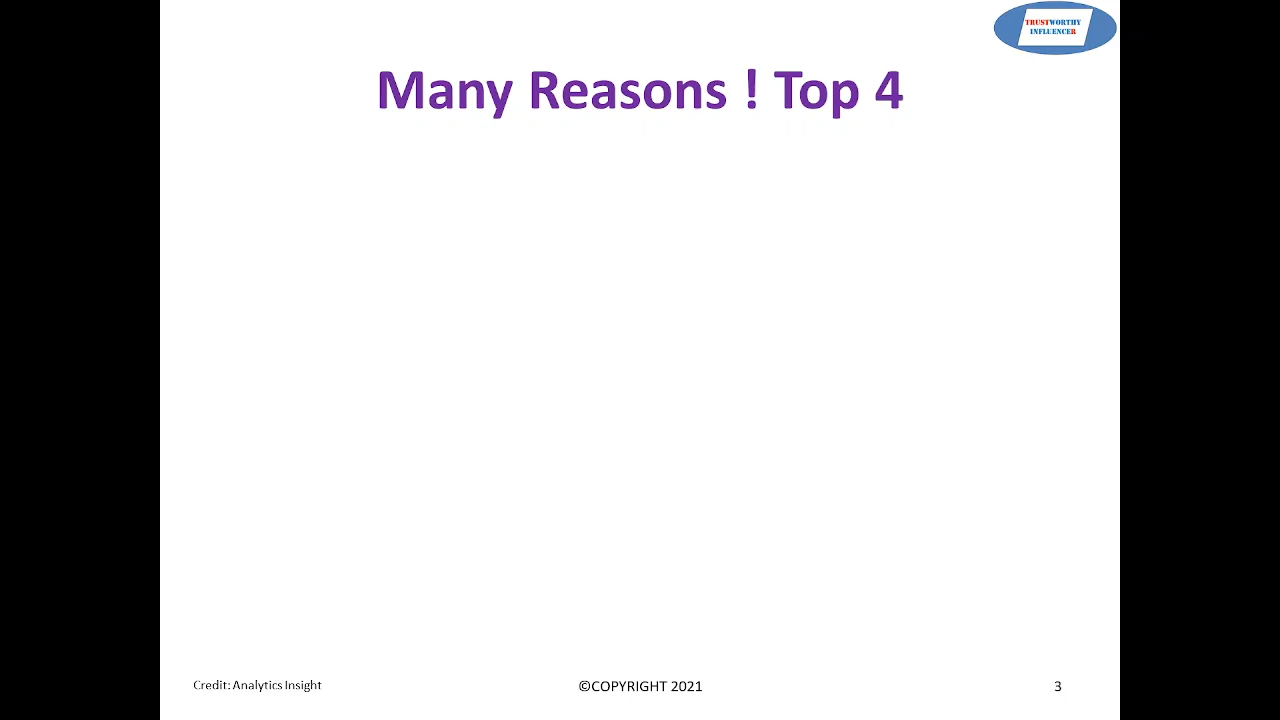 TRUSTWORTHY
INFLUENCER
Many Reasons ! Top 4
Credit: Analytics Insight
©COPYRIGHT 2021
3